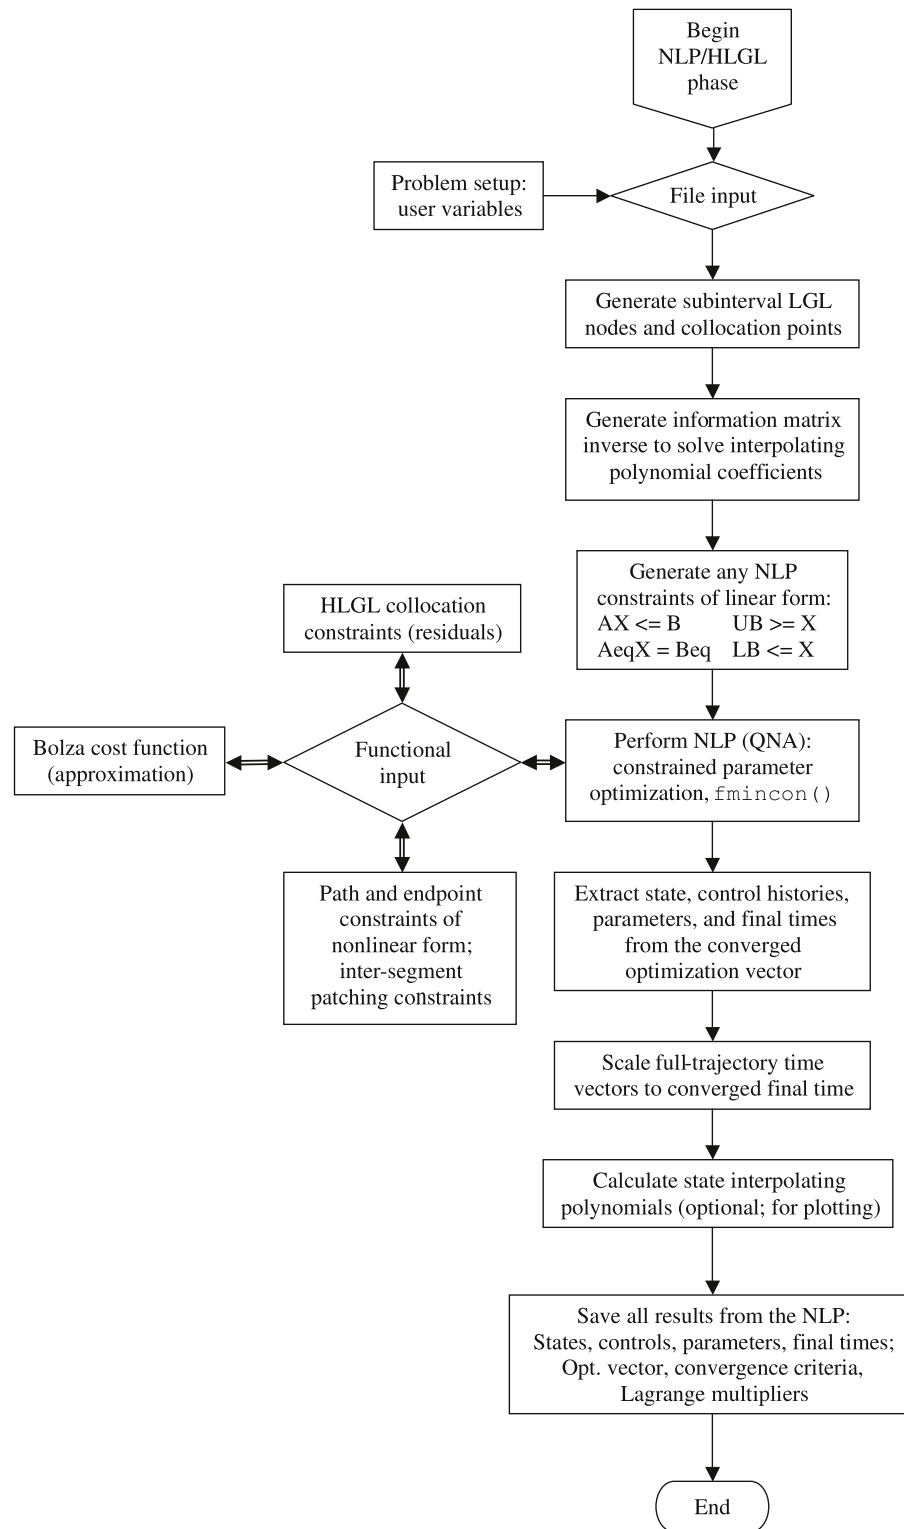 Begin
NLP/HLGL
phase
Problem setup:
user variables
File input
Generate subinterval LGL
nodes and collocation points
Generate information matrix
inverse to solve interpolating
polynomial coefficients
Generate any NLP
constraints of linear form:
AX <= B UB >= X
AeqX = Beq LB <= X
HLGL collocation
constraints (residuals)
Bolza cost function
(approximation)
Functional
input
Perform NLP (QNA):
constrained parameter
optimization, fmincon()
Path and endpoint
constraints of
nonlinear form;
inter-segment
patching constraints
Extract state, control histories,
parameters, and final times
from the converged
optimization vector
Scale full-trajectory time
vectors to converged final time
Calculate state interpolating
polynomials (optional; for plotting)
Save all results from the NLP:
States, controls, parameters, final times;
Opt. vector, convergence criteria,
Lagrange multipliers
End